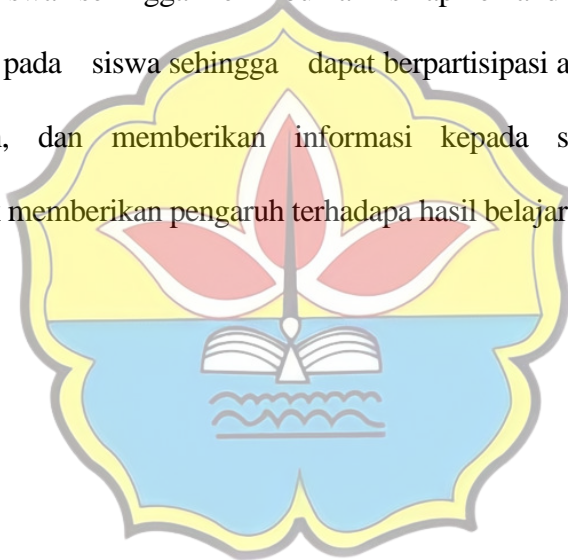 pada siswa sehingga dapat berpartisipasi a
dan memberikan informasi kepada s
memberikan pengaruh terhadapa hasil belajar